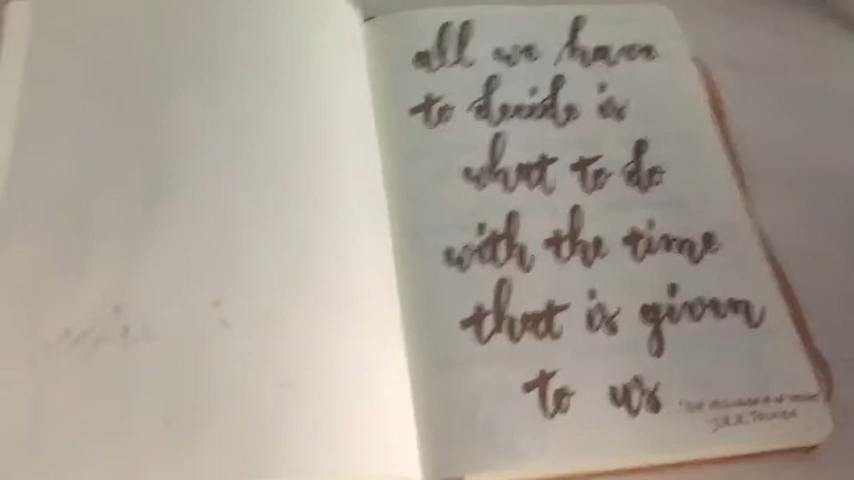 all we have
to decide is
what to do
with the time
that is given
to us
J.R.R. TOLKIEN